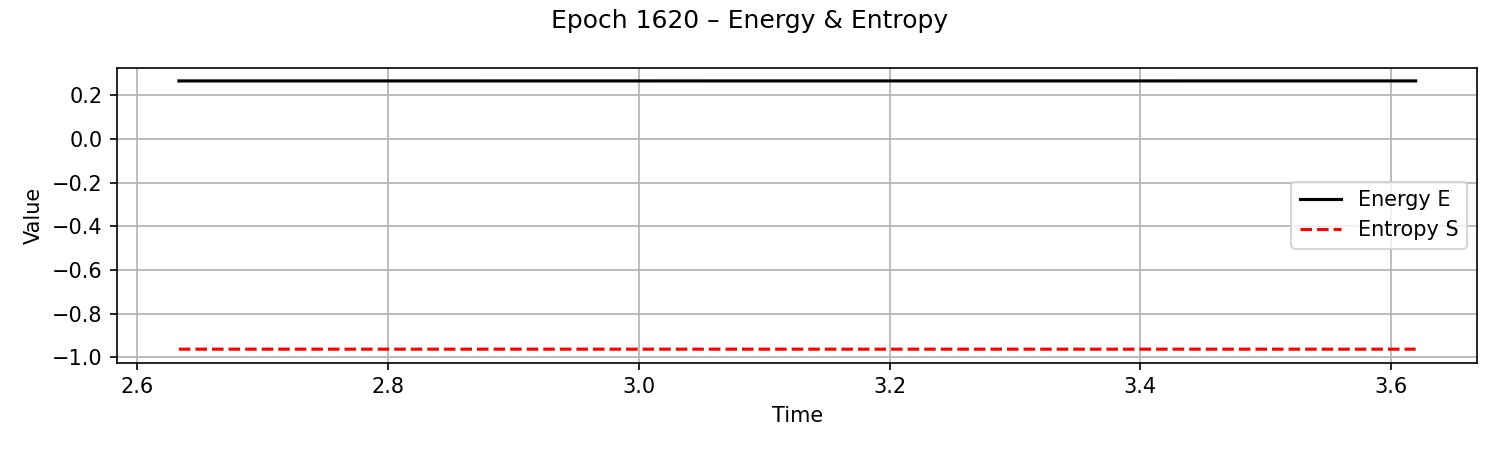 Epoch 1620 – Energy & Entropy
Value
0.2
0.0
−0.2
−0.4
−0.6
−0.8
−1.0
Energy E
Entropy S
2.6 2.8 3.0 3.2 3.4 3.6
Time